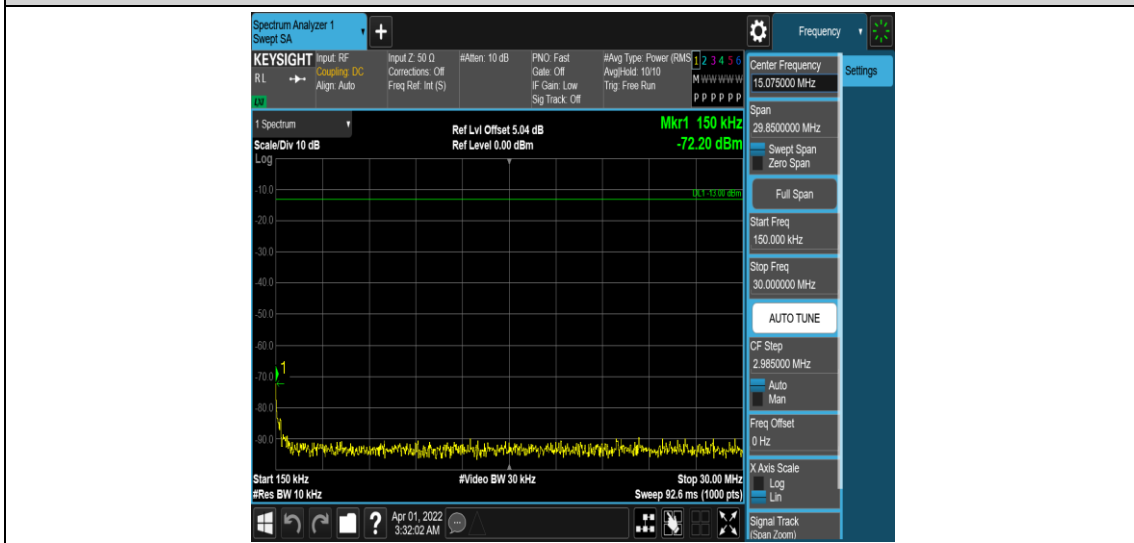 Spectrum Analyzer 1
Swept SA
+
Frequency
KEYSIGHT
RL
LXI
Input: RF
Coupling: DC
Align: Auto
Input Z: 50 Ω
Corrections: Off
Freq Ref: Int (S)
#Atten: 10 dB
PNO: Fast
Gate: Off
IF Gain: Low
Sig Track: Off
#Avg Type: Power (RMS
Avg|Hold: 10/10
Trig: Free Run
1 2 3 4 5 6
M W W W W W
P P P P P P
Center Frequency
15.075000 MHz
Settings
1 Spectrum
Scale/Div 10 dB
Ref Lvl Offset 5.04 dB
Ref Level 0.00 dBm
Mkr1 150 kHz
-72.20 dBm
Log
DL1 -13.00 dBm
-10.0
-20.0
-30.0
-40.0
-50.0
-60.0
-70.0
-80.0
-90.0
1
Start 150 kHz
#Res BW 10 kHz
#Video BW 30 kHz
Stop 30.00 MHz
Sweep 92.6 ms (1000 pts)
Span
29.8500000 MHz
Swept Span
Zero Span
Full Span
Start Freq
150.000 kHz
Stop Freq
30.000000 MHz
AUTO TUNE
CF Step
2.985000 MHz
Auto
Man
Freq Offset
0 Hz
X Axis Scale
Log
Lin
Signal Track
(Span Zoom)
?
Apr 01, 2022
3:32:02 AM